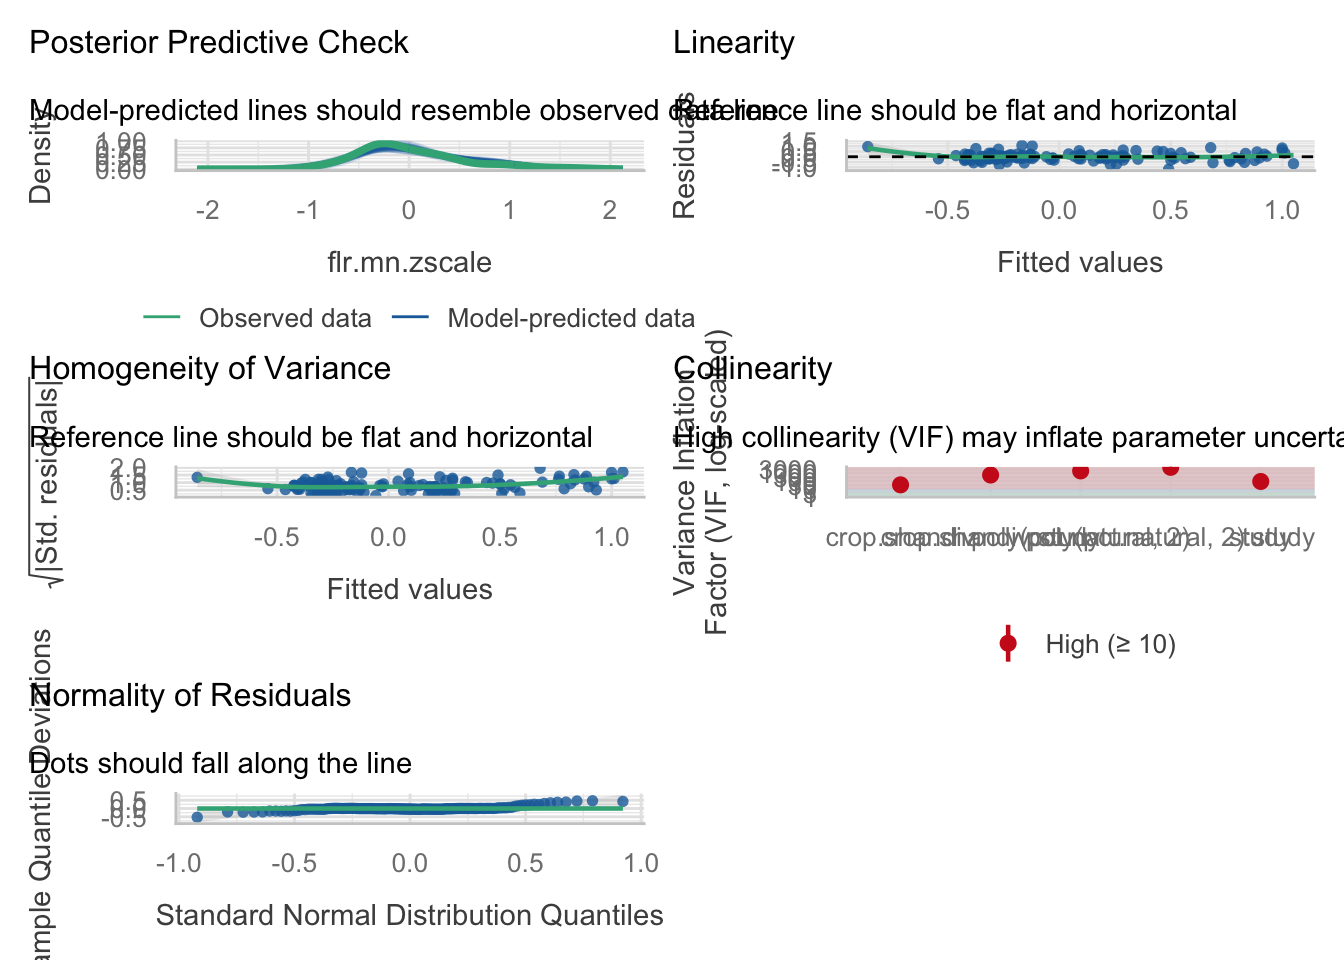 Posterior Predictive Check
Model-predicted lines should resemble observed data line
Density
1.00
0.00
-2 -1 0 1 2
flr.mn.zscale
Observed data
Model-predicted data
Linearity
Reference line should be flat and horizontal
Residuals
1.5
-0.5 0.0 0.5 1.0
Fitted values
Homogeneity of Variance
Reference line should be flat and horizontal
√|Std. residuals|
2.0
0.5
-0.5 0.0 0.5 1.0
Fitted values
Collinearity
High collinearity (VIF) may inflate parameter uncerta
Variance Inflation
Factor (VIF, log-scaled)
3000
study
High (≥ 10)
Normality of Residuals
Dots should fall along the line
ample Quantile Deviations
0.5
0.0
-0.5
-1.0 -0.5 0.0 0.5 1.0
Standard Normal Distribution Quantiles